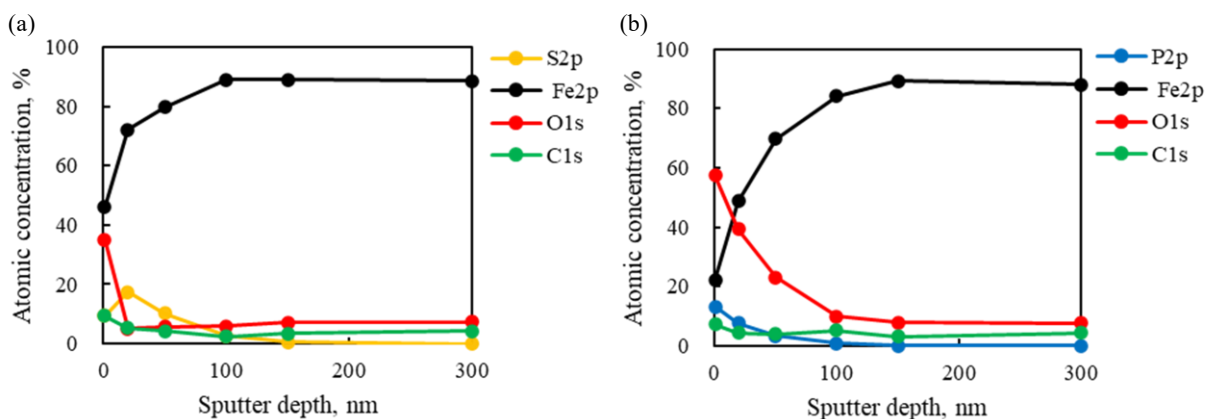 (a)
100
80
60
40
20
0
Atomic concentration, %
0 100 200 300
Sputter depth, nm
S2p
Fe2p
O1s
C1s
(b)
100
80
60
40
20
0
Atomic concentration, %
0 100 200 300
Sputter depth, nm
P2p
Fe2p
O1s
C1s